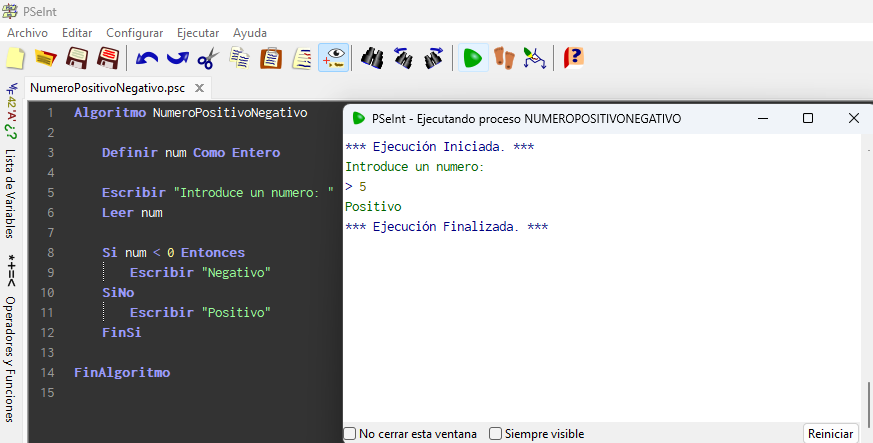 PSeInt
Archivo Editar Configurar Ejecutar Ayuda
NumeroPositivoNegativo.psc
Lista de Variables
Operadores y Funciones
1 Algoritmo NumeroPositivoNegativo
2
3 Definir num Como Entero
4
5 Escribir "Introduce un numero: "
6 Leer num
7
8 Si num < 0 Entonces
9 Escribir "Negativo"
10 SiNo
11 Escribir "Positivo"
12 FinSi
13
14 FinAlgoritmo
15
PSeInt - Ejecutando proceso NUMEROPOSITIVONEGATIVO
*** Ejecución Iniciada. ***
Introduce un numero:
> 5
Positivo
*** Ejecución Finalizada. ***
No cerrar esta ventana Siempre visible Reiniciar